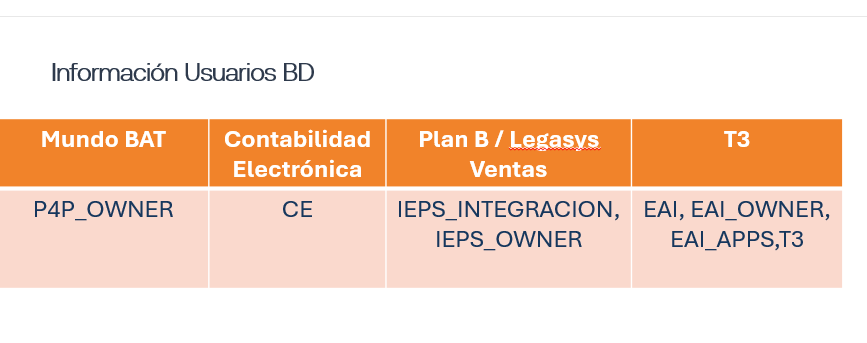 Información Usuarios BD
Mundo BAT
Contabilidad
Electrónica
Plan B / Legasys
Ventas
T3
P4P_OWNER
CE
IEPS_INTEGRACION,
IEPS_OWNER
EAI, EAI_OWNER,
EAI_APPS,T3